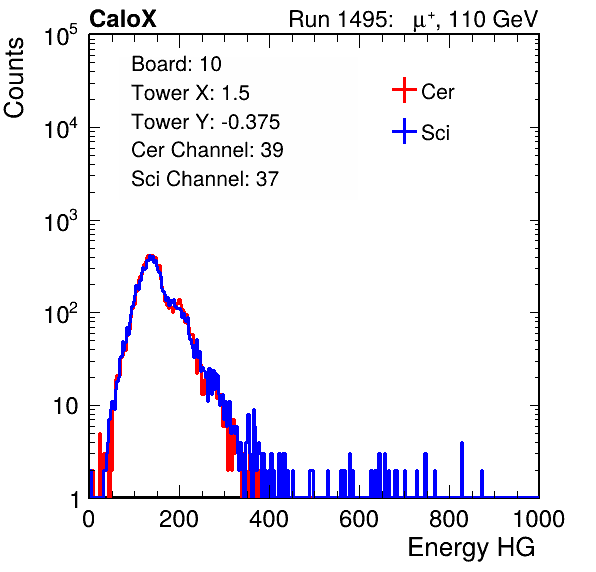 CaloX Run 1495: μ⁺, 110 GeV
Counts
10⁵
10⁴
10³
10²
10
1
Board: 10
Tower X: 1.5
Tower Y: -0.375
Cer Channel: 39
Sci Channel: 37
Cer
Sci
0 200 400 600 800 1000
Energy HG